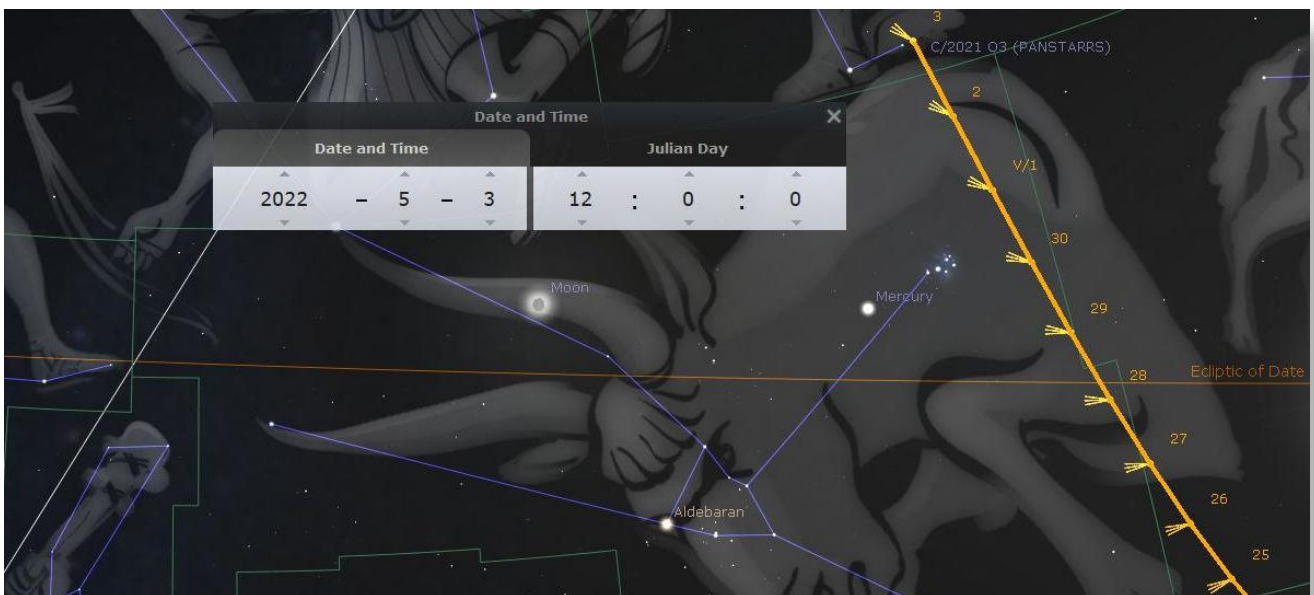 3
C/2021 O3 (PANSTARRS)
2
Date and Time
Date and Time
Julian Day
V/1
2022 – 5 – 3 12 : 0 : 0
30
Moon
Mercury
29
Ecliptic of Date
28
27
26
Aldebaran
25